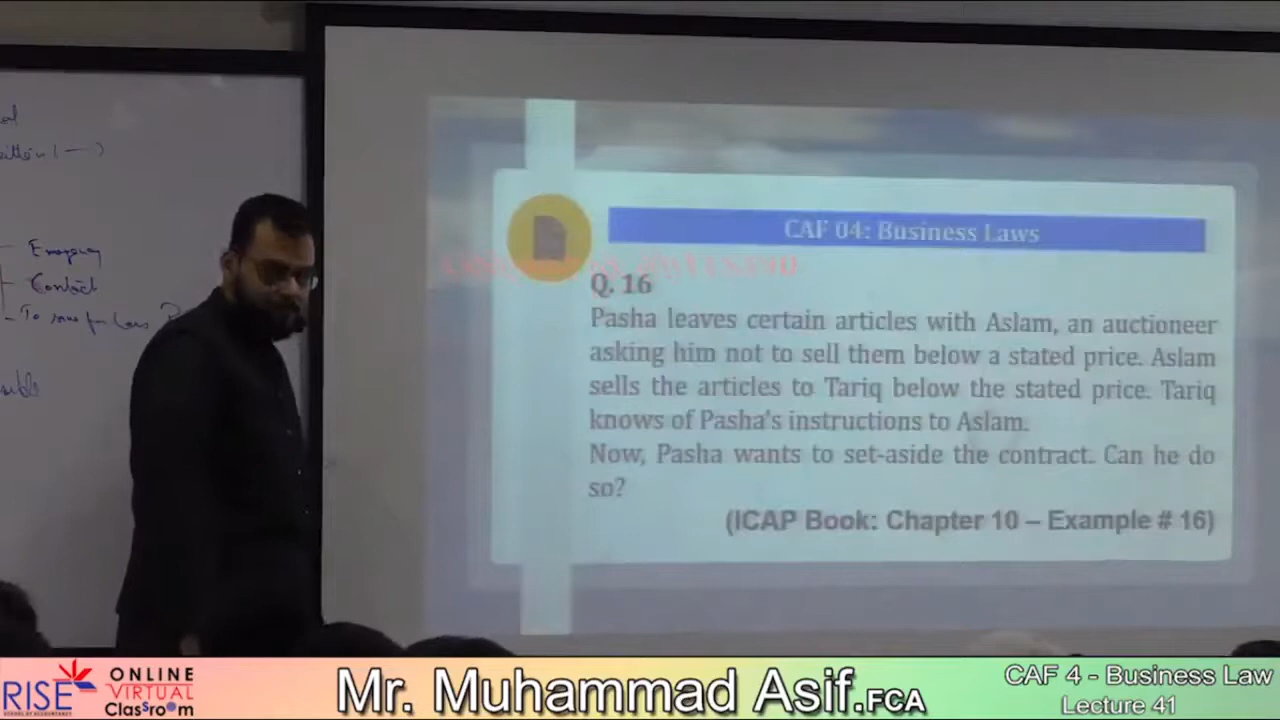 Emergency
Contact
CAF 04: Business Laws
Q. 16
Pasha leaves certain articles with Aslam, an auctioneer
asking him not to sell them below a stated price. Aslam
sells the articles to Tariq below the stated price. Tariq
knows of Pasha's instructions to Aslam.
Now, Pasha wants to set-aside the contract. Can he do
so?
(ICAP Book: Chapter 10 – Example # 16)
RISE
ONLINE
VIRTUAL
Classroom
Mr. Muhammad Asif.FCA
CAF 4 - Business Law
Lecture 41